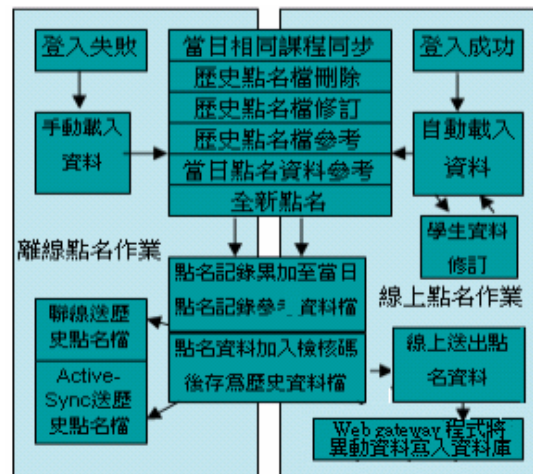 登入失敗
手動載入
資料
當日相同課程同步
歷史點名檔刪除
歷史點名檔修訂
歷史點名檔參考
當日點名資料參考
全新點名
登入成功
自動載入
資料
學生資料
修訂
離線點名作業
線上點名作業
點名記錄累加至當日
點名記錄參考資料檔
點名資料加入檢核碼
後存為歷史資料檔
聯線送歷
史點名檔
Active-
Sync送歷
史點名檔
線上送出點
名資料
Web gateway 程式將
異動資料寫入資料庫